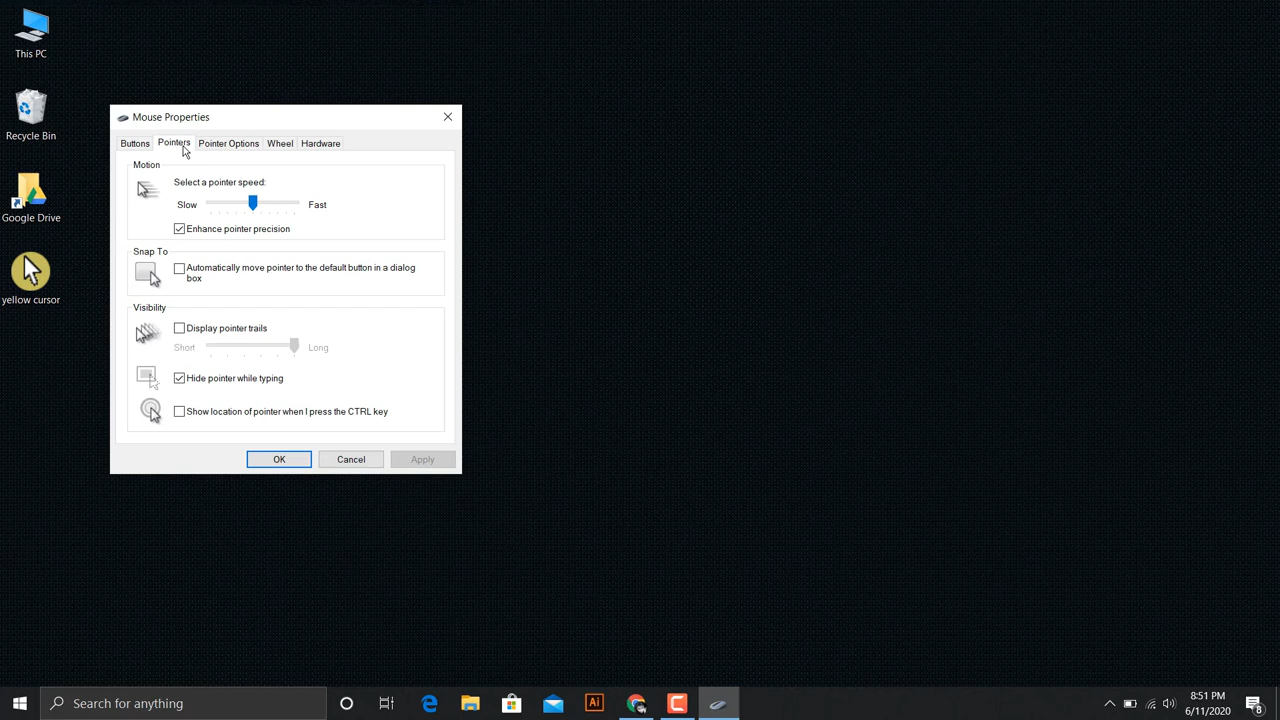 This PC
Recycle Bin
Google Drive
yellow cursor
Mouse Properties
Buttons Pointers Pointer Options Wheel Hardware
Motion
Select a pointer speed:
Slow Fast
Enhance pointer precision
Snap To
Automatically move pointer to the default button in a dialog
box
Visibility
Display pointer trails
Short Long
Hide pointer while typing
Show location of pointer when I press the CTRL key
OK Cancel Apply
Search for anything
Ai
8:51 PM
6/11/2020
8